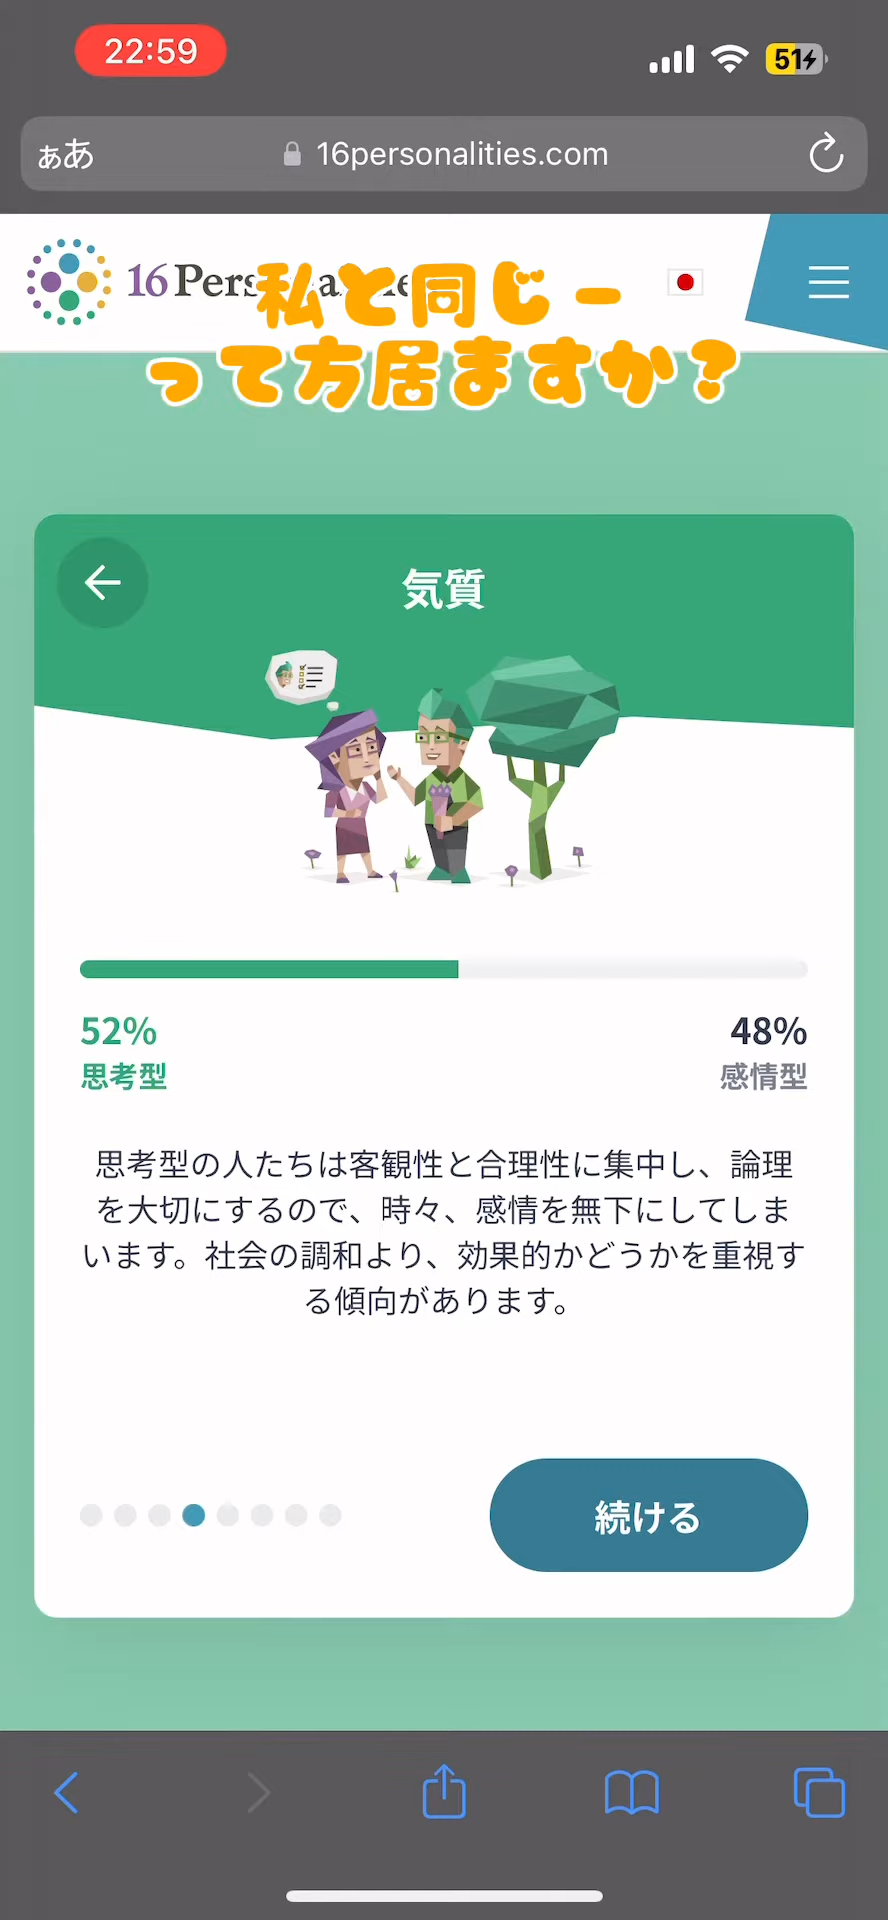 22:59
51
ぁあ
16personalities.com
16
私と同じー
って方居ますか?
気質
52%
48%
思考型
感情型
思考型の人たちは客観性と合理性に集中し、論理
を大切にするので、時々、感情を無下にしてしま
います。社会の調和より、効果的かどうかを重視す
る傾向があります。
続ける